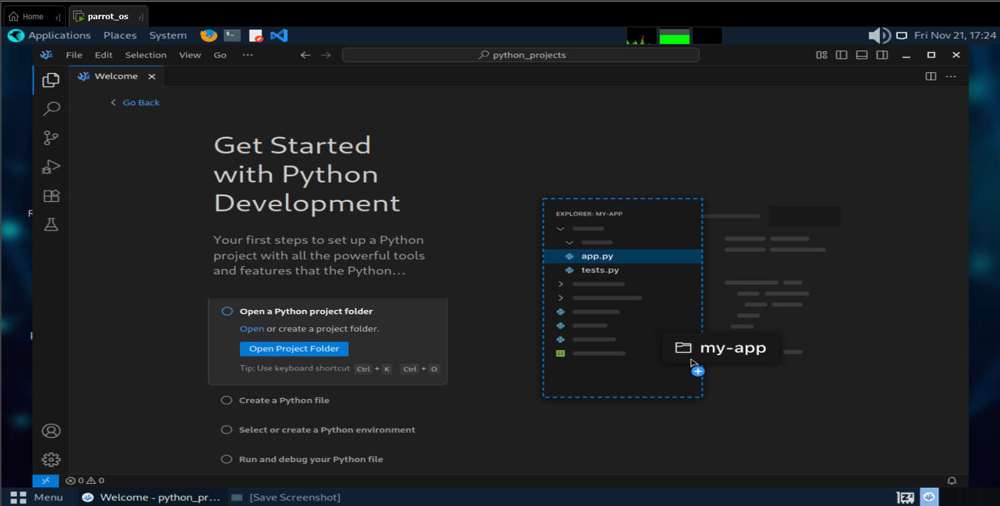 Home
parrot_os
Applications Places System
Fri Nov 21, 17:24
File Edit Selection View Go ···
python_projects
Welcome
Go Back
Get Started
with Python
Development
Your first steps to set up a Python
project with all the powerful tools
and features that the Python...
Open a Python project folder
Open or create a project folder.
Open Project Folder
Tip: Use keyboard shortcut Ctrl + K Ctrl + O
Create a Python file
Select or create a Python environment
Run and debug your Python file
EXPLORER: MY-APP
app.py
tests.py
my-app
0 0
Menu Welcome - python_pr... [Save Screenshot]